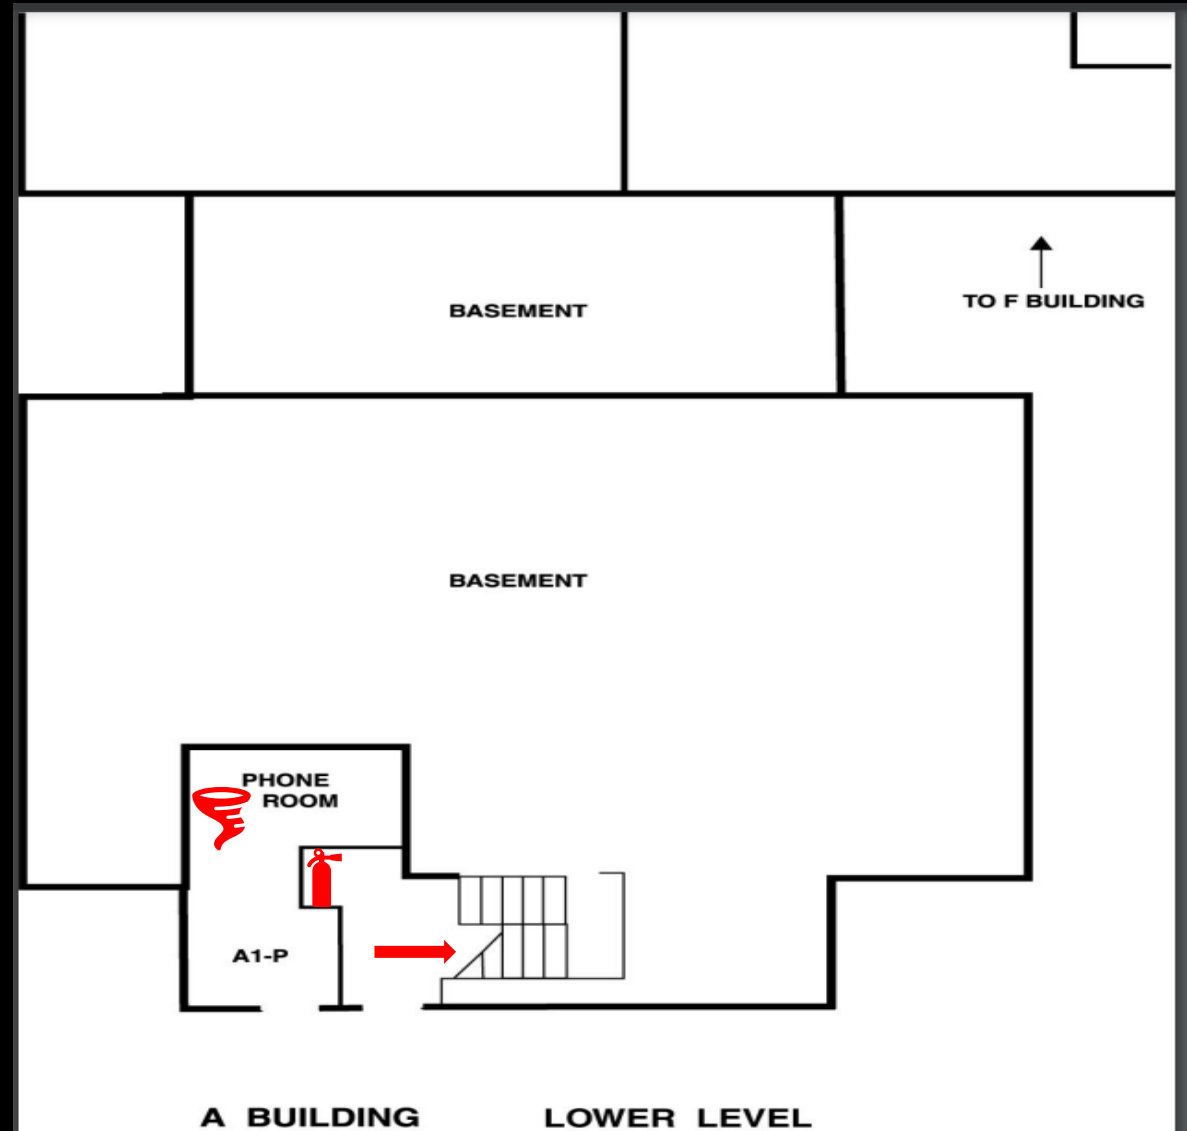 BASEMENT
TO F BUILDING
BASEMENT
PHONE
ROOM
A1-P
A BUILDING LOWER LEVEL